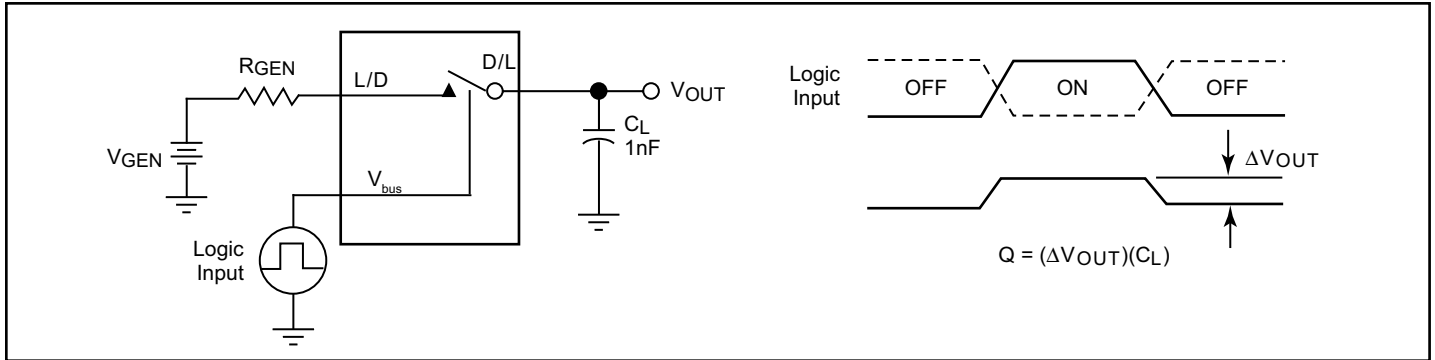 RGEN
L/D
D/L
VOUT
CL
1nF
VGEN
Vbus
Logic
Input
Logic
Input
OFF
ON
OFF
ΔVOUT
Q = (ΔVOUT)(CL)